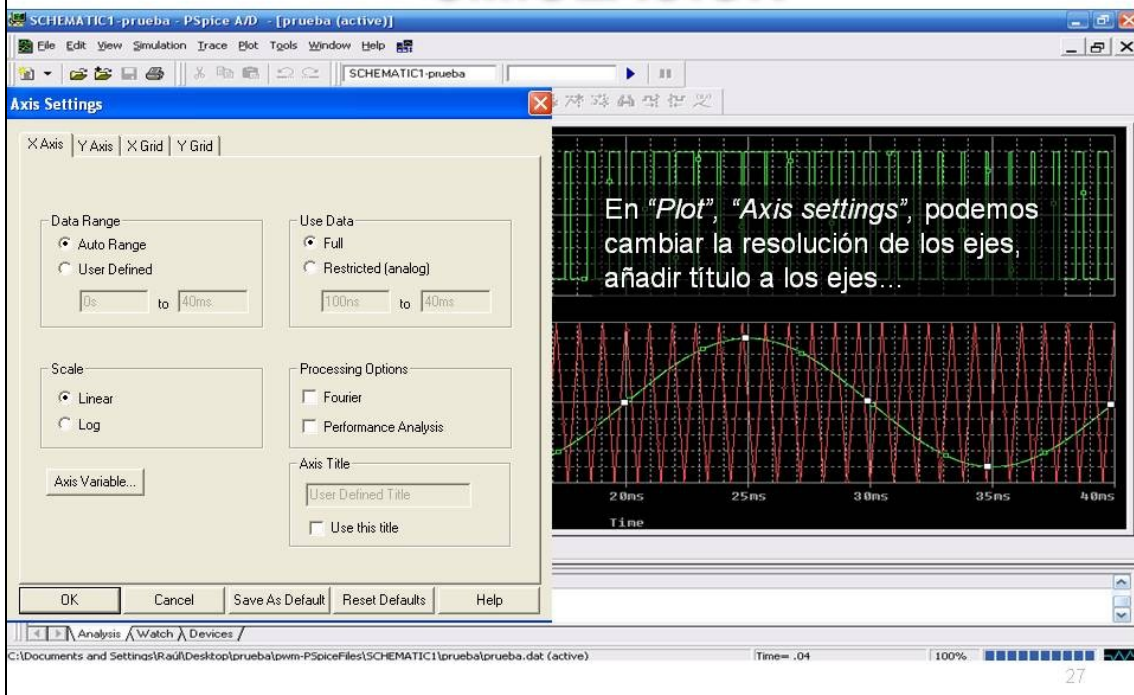 SCHEMATIC1-prueba - PSpice A/D - [prueba (active)]
File Edit View Simulation Trace Plot Tools Window Help
SCHEMATIC1-prueba
Axis Settings
X Axis Y Axis X Grid Y Grid
Data Range
Auto Range
User Defined
0s to 40ms
Use Data
Full
Restricted (analog)
100ns to 40ms
Scale
Linear
Log
Processing Options
Fourier
Performance Analysis
Axis Variable...
Axis Title
User Defined Title
Use this title
OK Cancel Save As Default Reset Defaults Help
En “Plot”, “Axis settings”, podemos
cambiar la resolución de los ejes,
añadir título a los ejes...
20ms 25ms 30ms 35ms 40ms
Time
Analysis Watch Devices
C:\Documents and Settings\Raúl\Desktop\prueba\pwm-PSpiceFiles\SCHEMATIC1\prueba\prueba.dat (active) Time= .04 100%
27